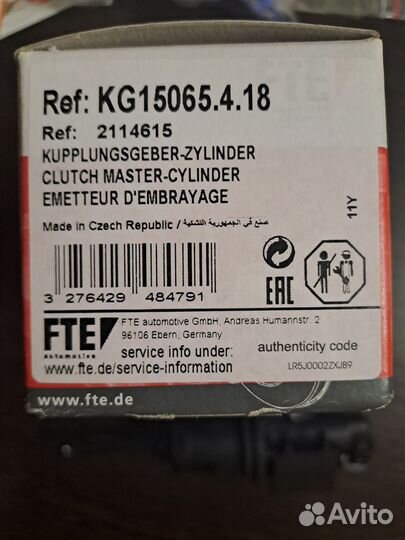 FTE
Ref: KG15065.4.18
Ref: 2114615
KUPPLUNGSGEBER-ZYLINDER
CLUTCH MASTER-CYLINDER
EMETTEUR D'EMBRAYAGE
Made in Czech Republic / صنع في الجمهورية التشيكية
11Y
3 276429 484791
EAC
FTE
automotive
FTE automotive GmbH, Andreas Humannstr. 2
96106 Ebern, Germany
service info under:
www.fte.de/service-information
authenticity code
LR5J0002ZXJB9
www.fte.de
Avito